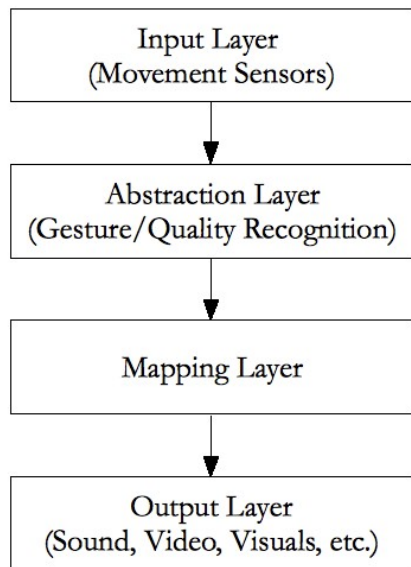 Input Layer
(Movement Sensors)
Abstraction Layer
(Gesture/Quality Recognition)
Mapping Layer
Output Layer
(Sound, Video, Visuals, etc.)